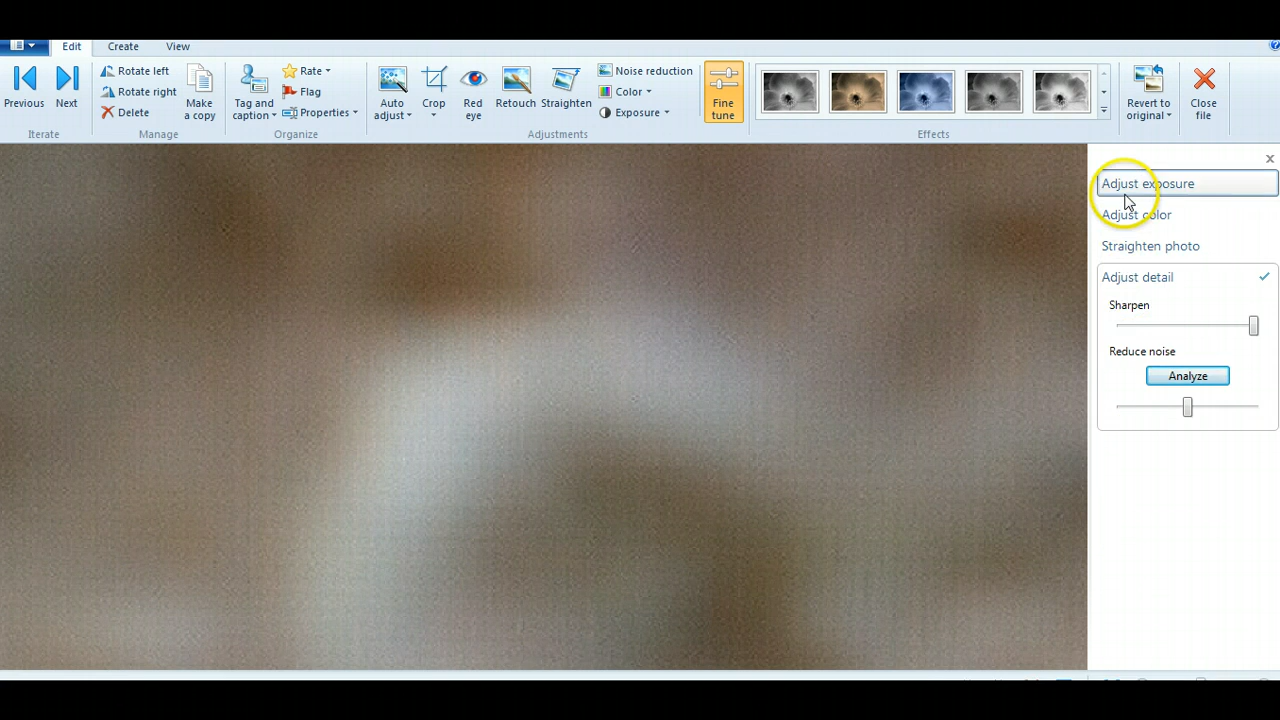 Edit Create View
Rotate left
Rotate right
Delete
Previous
Next
Make a copy
Iterate
Manage
Tag and caption
Rate
Flag
Properties
Organize
Auto adjust
Crop
Red eye
Retouch
Straighten
Noise reduction
Color
Exposure
Adjustments
Fine tune
Effects
Revert to original
Close file
Adjust exposure
Adjust color
Straighten photo
Adjust detail
Sharpen
Reduce noise
Analyze